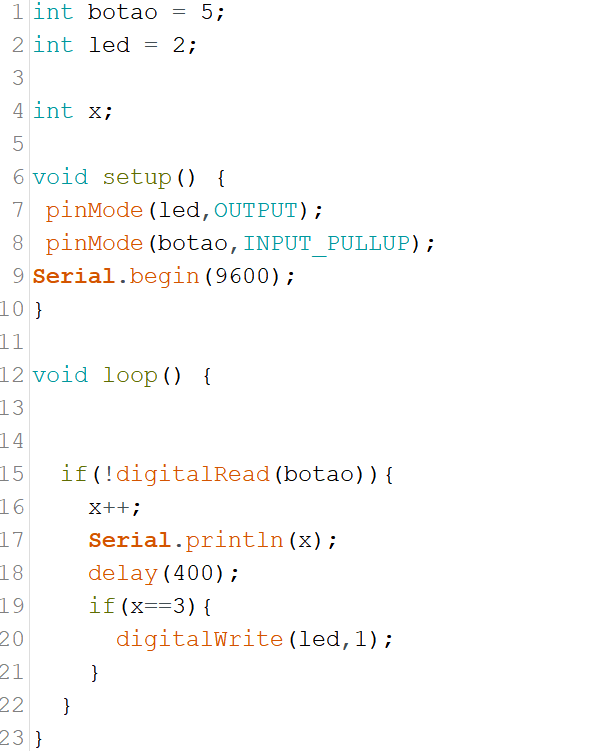 1 int botao = 5;
2 int led = 2;
3
4 int x;
5
6 void setup() {
7  pinMode(led,OUTPUT);
8  pinMode(botao,INPUT_PULLUP);
9 Serial.begin(9600);
10 }
11
12 void loop() {
13
14
15   if(!digitalRead(botao)){
16     x++;
17     Serial.println(x);
18     delay(400);
19     if(x==3){
20       digitalWrite(led,1);
21     }
22   }
23 }